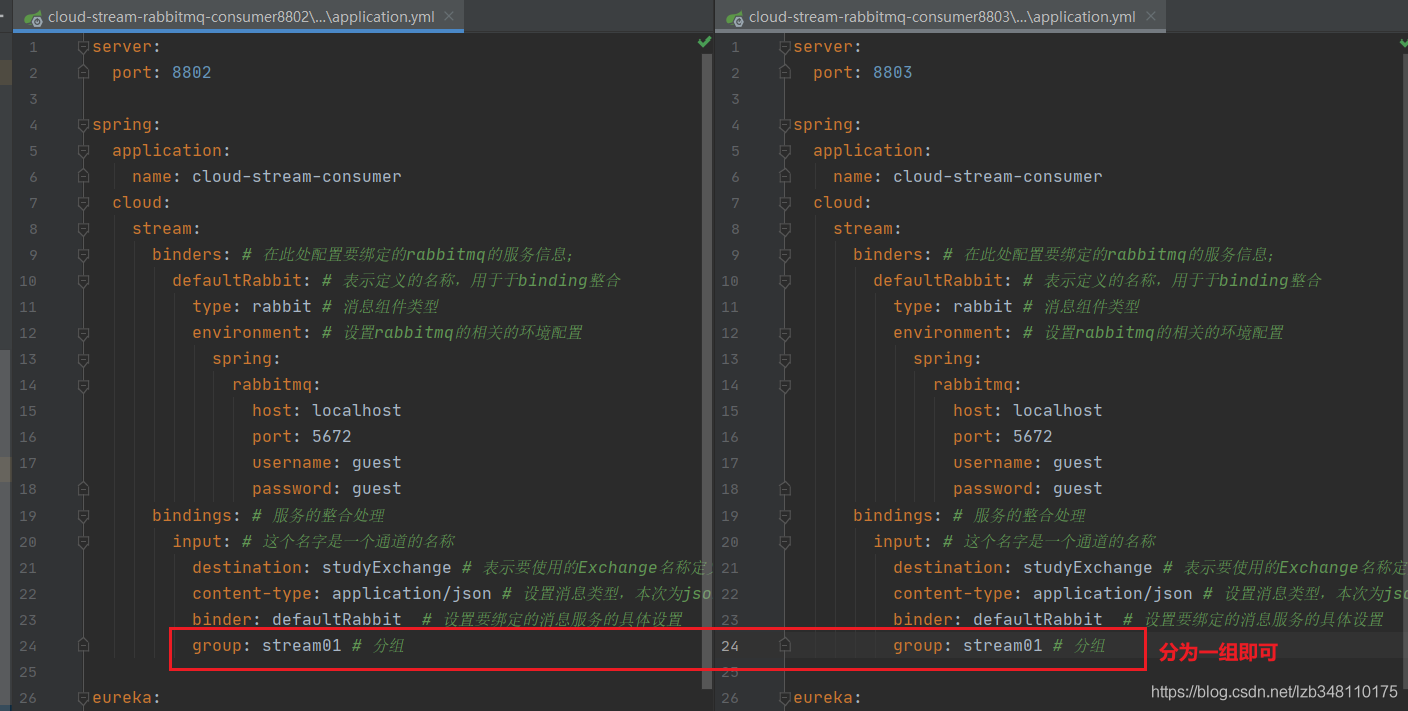 cloud-stream-rabbitmq-consumer8802\...\application.yml
1 server:
2 port: 8802
3
4 spring:
5 application:
6 name: cloud-stream-consumer
7 cloud:
8 stream:
9 binders: # 在此处配置要绑定的rabbitmq的服务信息;
10 defaultRabbit: # 表示定义的名称，用于于binding整合
11 type: rabbit # 消息组件类型
12 environment: # 设置rabbitmq的相关的环境配置
13 spring:
14 rabbitmq:
15 host: localhost
16 port: 5672
17 username: guest
18 password: guest
19 bindings: # 服务的整合处理
20 input: # 这个名字是一个通道的名称
21 destination: studyExchange # 表示要使用的Exchange名称定
22 content-type: application/json # 设置消息类型，本次为jso
23 binder: defaultRabbit # 设置要绑定的消息服务的具体设置
24 group: stream01 # 分组
25
26 eureka:
cloud-stream-rabbitmq-consumer8803\...\application.yml
1 server:
2 port: 8803
3
4 spring:
5 application:
6 name: cloud-stream-consumer
7 cloud:
8 stream:
9 binders: # 在此处配置要绑定的rabbitmq的服务信息;
10 defaultRabbit: # 表示定义的名称，用于于binding整合
11 type: rabbit # 消息组件类型
12 environment: # 设置rabbitmq的相关的环境配置
13 spring:
14 rabbitmq:
15 host: localhost
16 port: 5672
17 username: guest
18 password: guest
19 bindings: # 服务的整合处理
20 input: # 这个名字是一个通道的名称
21 destination: studyExchange # 表示要使用的Exchange名称定
22 content-type: application/json # 设置消息类型，本次为jso
23 binder: defaultRabbit # 设置要绑定的消息服务的具体设置
24 group: stream01 # 分组
25
26 eureka:
分为一组即可
https://blog.csdn.net/lzb348110175